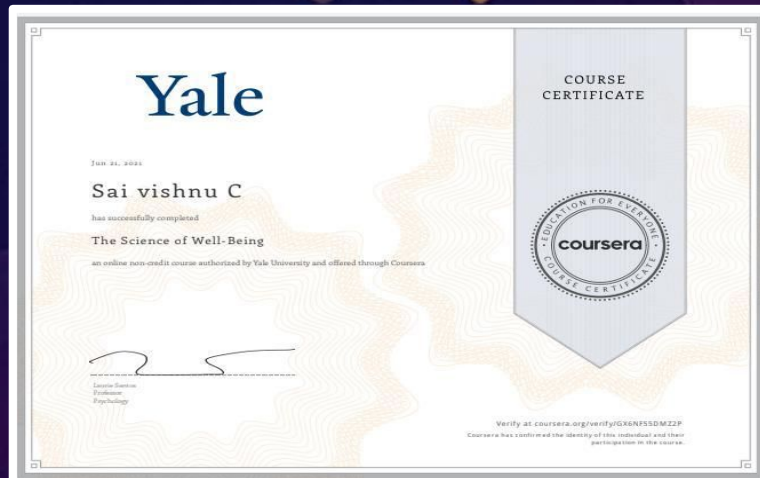 Yale
Jun 21, 2021
Sai vishnu C
has successfully completed
The Science of Well-Being
an online non-credit course authorized by Yale University and offered through Coursera
Laurie Santos
Professor
Psychology
COURSE
CERTIFICATE
EDUCATION FOR EVERYONE
coursera
COURSE CERTIFICATE
Verify at coursera.org/verify/GX6NF55DMZ2P
Coursera has confirmed the identity of this individual and their
participation in the course.